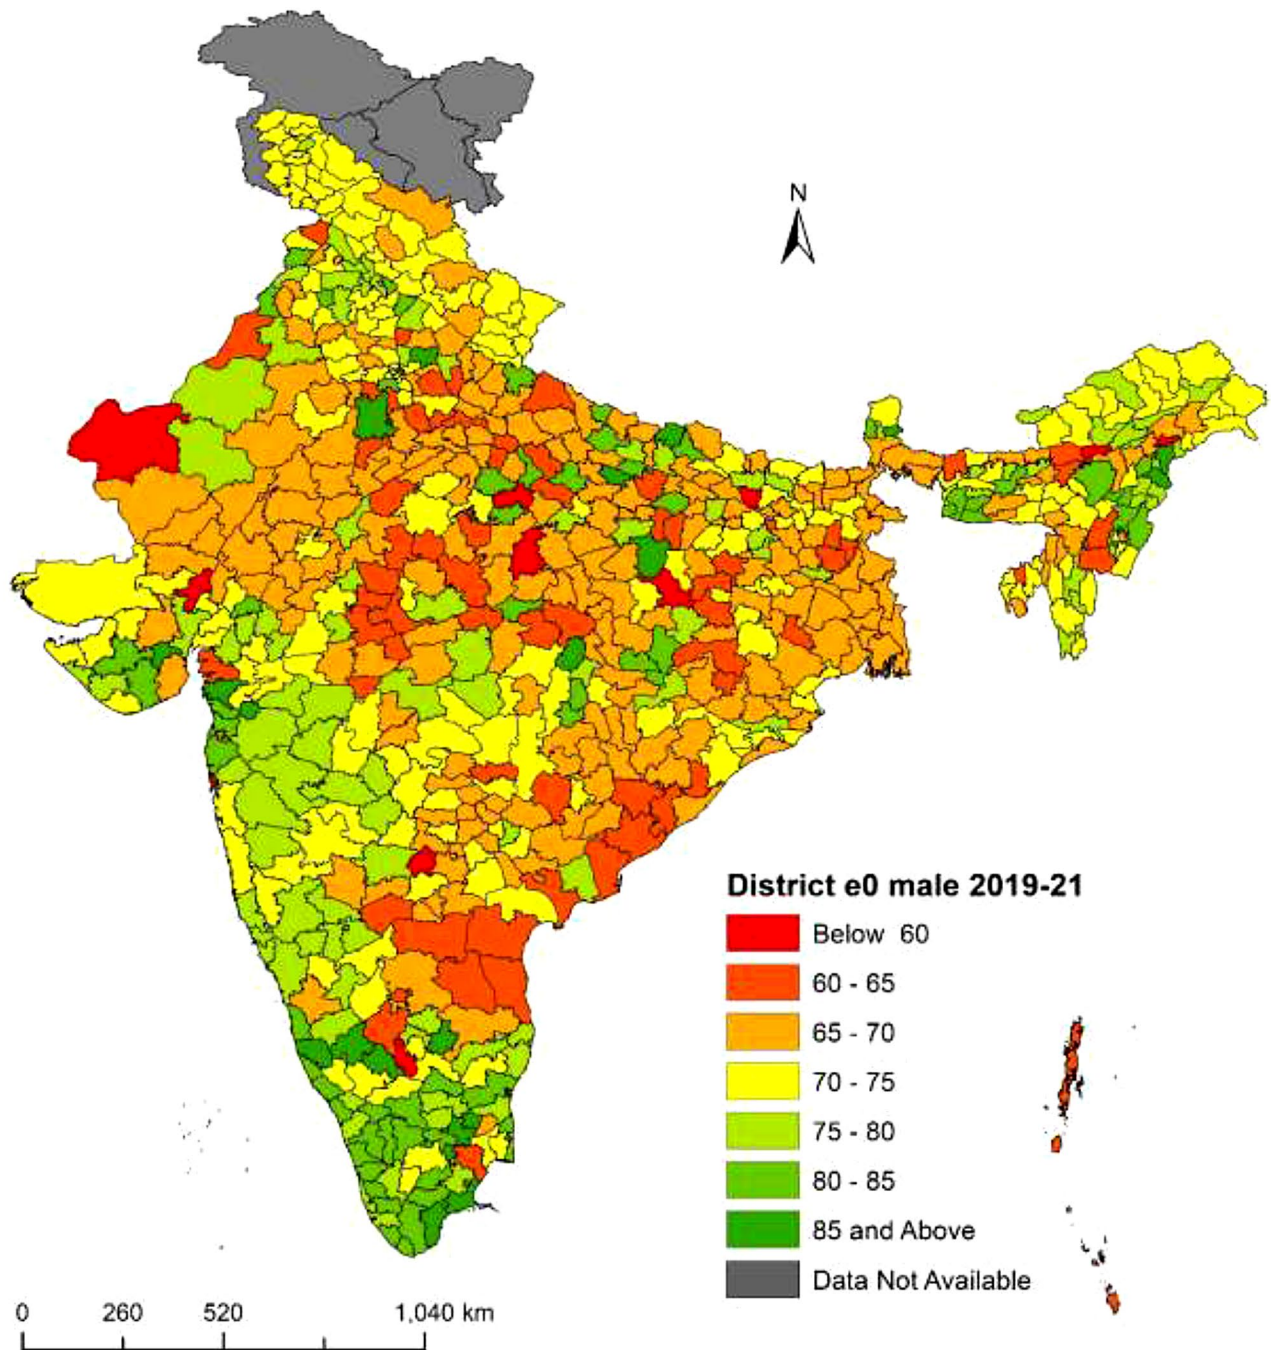 N
District e0 male 2019-21
Below 60
60 - 65
65 - 70
70 - 75
75 - 80
80 - 85
85 and Above
Data Not Available
0 260 520 1,040 km